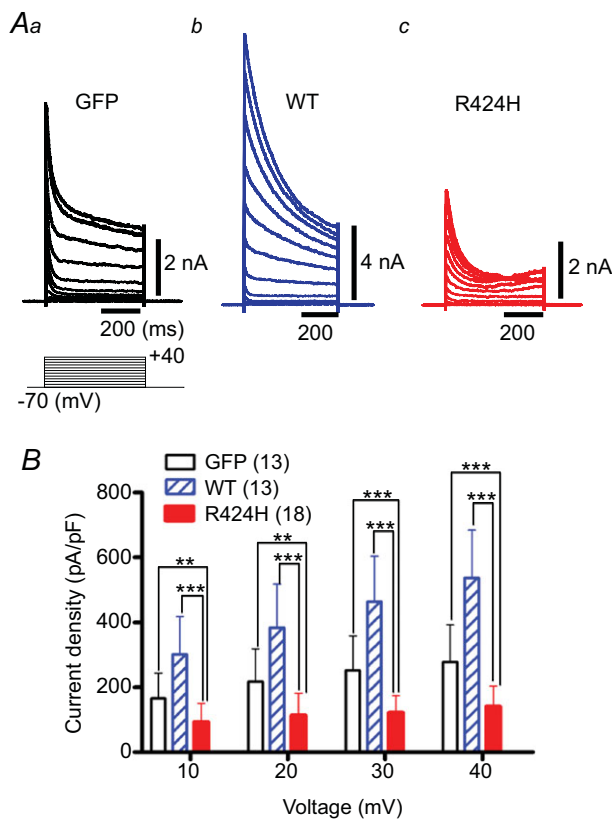 Aa b c
GFP WT R424H
2 nA
4 nA
2 nA
200 (ms) 200 200
+40
-70 (mV)
B
GFP (13)
WT (13)
R424H (18)
Current density (pA/pF)
800
600
400
200
0
** *** ** *** *** *** *** ***
10 20 30 40
Voltage (mV)